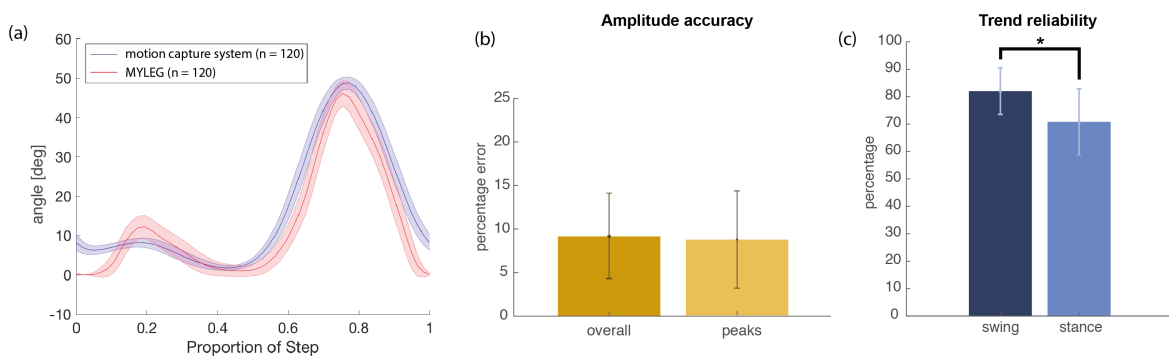 (a)
60
50
40
30
20
10
0
-10
angle [deg]
motion capture system (n = 120)
MYLEG (n = 120)
0 0.2 0.4 0.6 0.8 1
Proportion of Step
(b)
Amplitude accuracy
25
20
15
10
5
0
percentage error
overall peaks
(c)
Trend reliability
100
90
80
70
60
50
40
30
20
10
0
percentage
*
swing stance